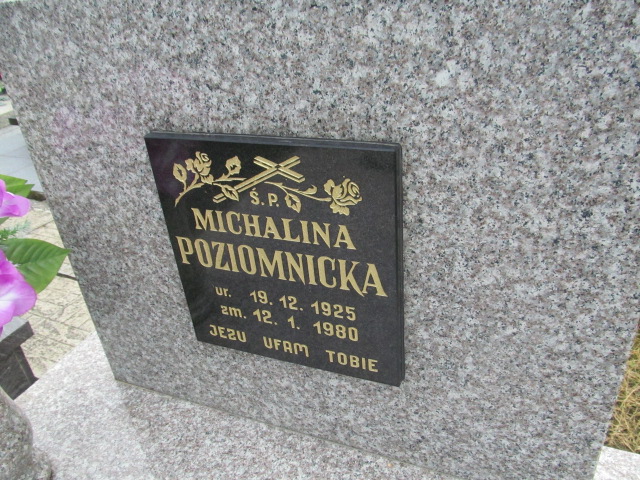 Ś.P.
MICHALINA
POZIOMNICKA
ur. 19. 12. 1925
zm. 12. 1. 1980
JEZU UFAM TOBIE